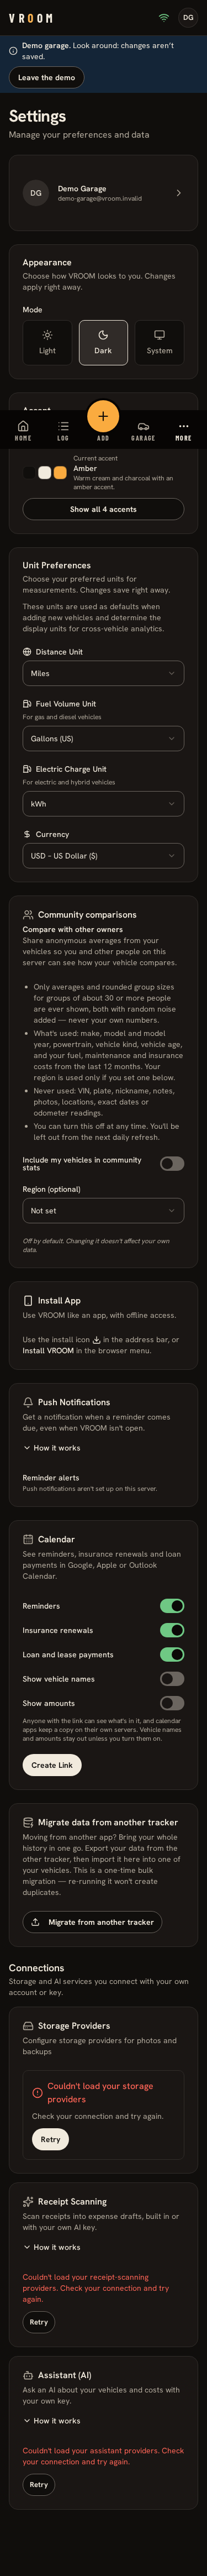 VROOM
DG
Demo garage. Look around: changes aren't
saved.
Leave the demo
Settings
Manage your preferences and data
DG
Demo Garage
demo-garage@vroom.invalid
Appearance
Choose how VROOM looks to you. Changes
apply right away.
Mode
Light
Dark
System
HOME
LOG
ADD
GARAGE
MORE
Current accent
Amber
Warm cream and charcoal with an
amber accent.
Show all 4 accents
Unit Preferences
Choose your preferred units for
measurements. Changes save right away.
These units are used as defaults when
adding new vehicles and determine the
display units for cross-vehicle analytics.
Distance Unit
Miles
Fuel Volume Unit
For gas and diesel vehicles
Gallons (US)
Electric Charge Unit
For electric and hybrid vehicles
kWh
Currency
USD – US Dollar ($)
Community comparisons
Compare with other owners
Share anonymous averages from your
vehicles so you and other people on this
server can see how vehicles compare.
• Only averages and rounded group sizes
for groups of about 30 or more people
are ever shown, both with random noise
added — never your own numbers.
• What's used: make, model and model
year, powertrain, vehicle kind, vehicle age,
and your fuel, maintenance and insurance
costs from the last 12 months. Your
region is used only if you set one below.
• Never used: VIN, plate, nickname, notes,
photos, locations, exact dates or
odometer readings.
• You can turn this off at any time. You'll be
left out from the next daily refresh.
Include my vehicles in community
stats
Region (optional)
Not set
Off by default. Changing it doesn't affect your own
data.
Install App
Use VROOM like an app, with offline access.
Use the install icon in the address bar, or
Install VROOM in the browser menu.
Push Notifications
Get a notification when a reminder comes
due, even when VROOM isn't open.
How it works
Reminder alerts
Push notifications aren't set up on this server.
Calendar
See reminders, insurance renewals and loan
payments in Google, Apple or Outlook
Calendar.
Reminders
Insurance renewals
Loan and lease payments
Show vehicle names
Show amounts
Anyone with the link can see what's in it, and calendar
apps keep a copy on their own servers. Vehicle names
and amounts stay out unless you turn them on.
Create Link
Migrate data from another tracker
Moving from another app? Bring your whole
history in one go. Export your data from the
other tracker, then import it here into one of
your vehicles. This is a one-time bulk
migration — re-running it won't create
duplicates.
Migrate from another tracker
Connections
Storage and AI services you connect with your own
account or key.
Storage Providers
Configure storage providers for photos and
backups
Couldn't load your storage
providers
Check your connection and try again.
Retry
Receipt Scanning
Scan receipts into expense drafts, built in or
with your own AI key.
How it works
Couldn't load your receipt-scanning
providers. Check your connection and try
again.
Retry
Assistant (AI)
Ask an AI about your vehicles and costs with
your own key.
How it works
Couldn't load your assistant providers. Check
your connection and try again.
Retry